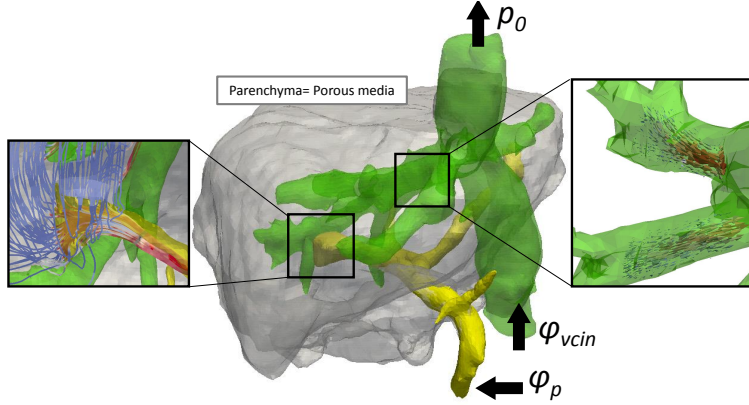 p₀
Parenchyma= Porous media
φvcin
φp